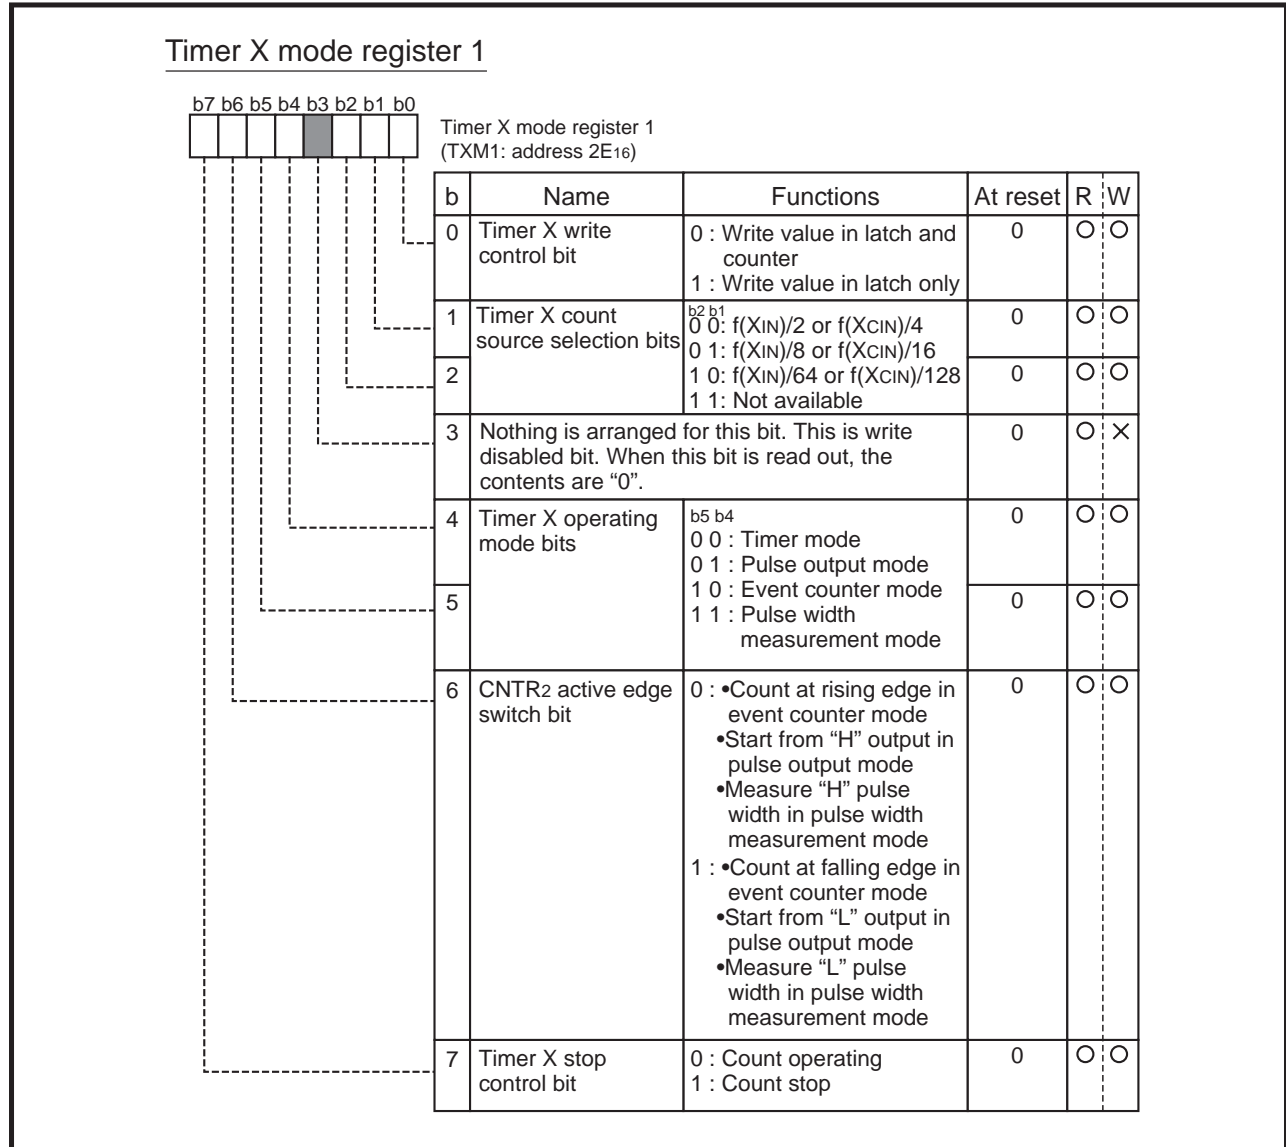 Timer X mode register 1
b7 b6 b5 b4 b3 b2 b1 b0
Timer X mode register 1
(TXM1: address 2E16)
b Name Functions At reset R W
0 Timer X write control bit 0 : Write value in latch and
counter
1 : Write value in latch only 0 O O
1 Timer X count
source selection bits b2 b1
0 0: f(XIN)/2 or f(XCIN)/4
0 1: f(XIN)/8 or f(XCIN)/16 0 O O
2 1 0: f(XIN)/64 or f(XCIN)/128
1 1: Not available 0 O O
3 Nothing is arranged for this bit. This is write
disabled bit. When this bit is read out, the
contents are “0”. 0 O ×
4 Timer X operating
mode bits b5 b4
0 0 : Timer mode
0 1 : Pulse output mode 0 O O
5 1 0 : Event counter mode
1 1 : Pulse width
measurement mode 0 O O
6 CNTR2 active edge
switch bit 0 : •Count at rising edge in
event counter mode
•Start from “H” output in
pulse output mode
•Measure “H” pulse
width in pulse width
measurement mode
1 : •Count at falling edge in
event counter mode
•Start from “L” output in
pulse output mode
•Measure “L” pulse
width in pulse width
measurement mode 0 O O
7 Timer X stop
control bit 0 : Count operating
1 : Count stop 0 O O